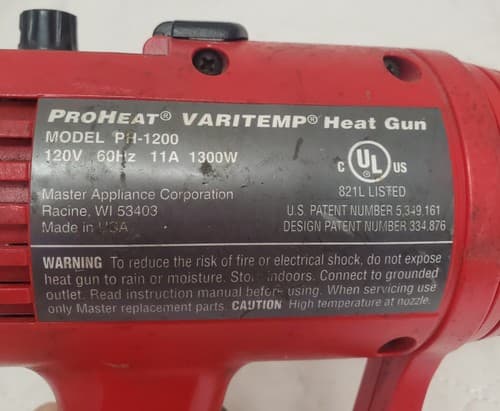 PROHEAT® VARITEMP® Heat Gun
MODEL PH-1200
120V 60Hz 11A 1300W
C UL US
821L LISTED
Master Appliance Corporation
Racine, WI 53403
Made in USA
U.S. PATENT NUMBER 5,349.161
DESIGN PATENT NUMBER 334.876
WARNING To reduce the risk of fire or electrical shock, do not expose
heat gun to rain or moisture. Store indoors. Connect to grounded
outlet. Read instruction manual before using. When servicing use
only Master replacement parts. CAUTION High temperature at nozzle.